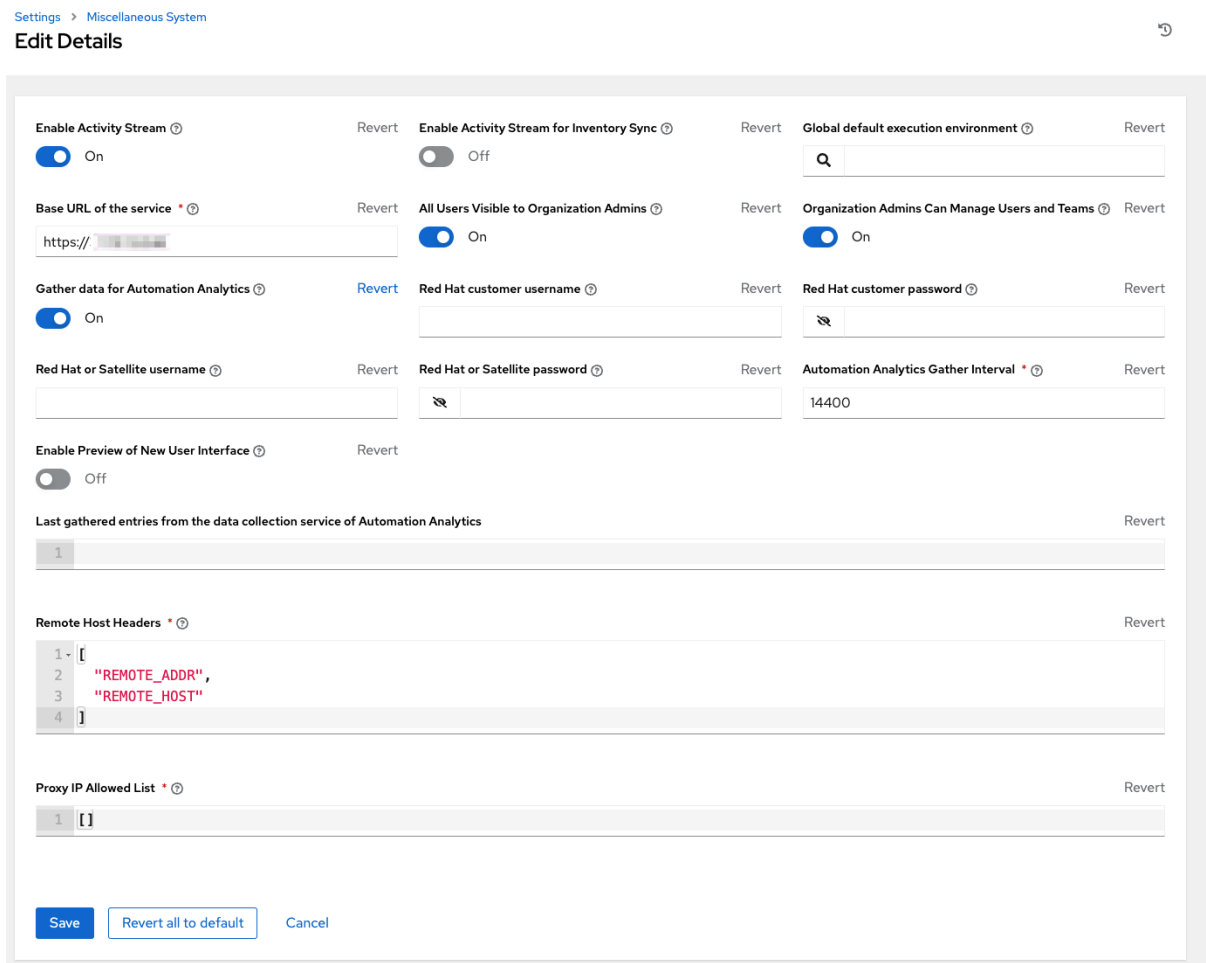 Settings > Miscellaneous System
Edit Details
Enable Activity Stream Revert
On
Enable Activity Stream for Inventory Sync Revert
Off
Global default execution environment Revert
Base URL of the service * Revert
https://
All Users Visible to Organization Admins Revert
On
Organization Admins Can Manage Users and Teams Revert
On
Gather data for Automation Analytics Revert
On
Red Hat customer username Revert
Red Hat customer password Revert
Red Hat or Satellite username Revert
Red Hat or Satellite password Revert
Automation Analytics Gather Interval * Revert
14400
Enable Preview of New User Interface Revert
Off
Last gathered entries from the data collection service of Automation Analytics Revert
1
Remote Host Headers * Revert
1 [
2 "REMOTE_ADDR",
3 "REMOTE_HOST"
4 ]
Proxy IP Allowed List * Revert
1 []
Save Revert all to default Cancel